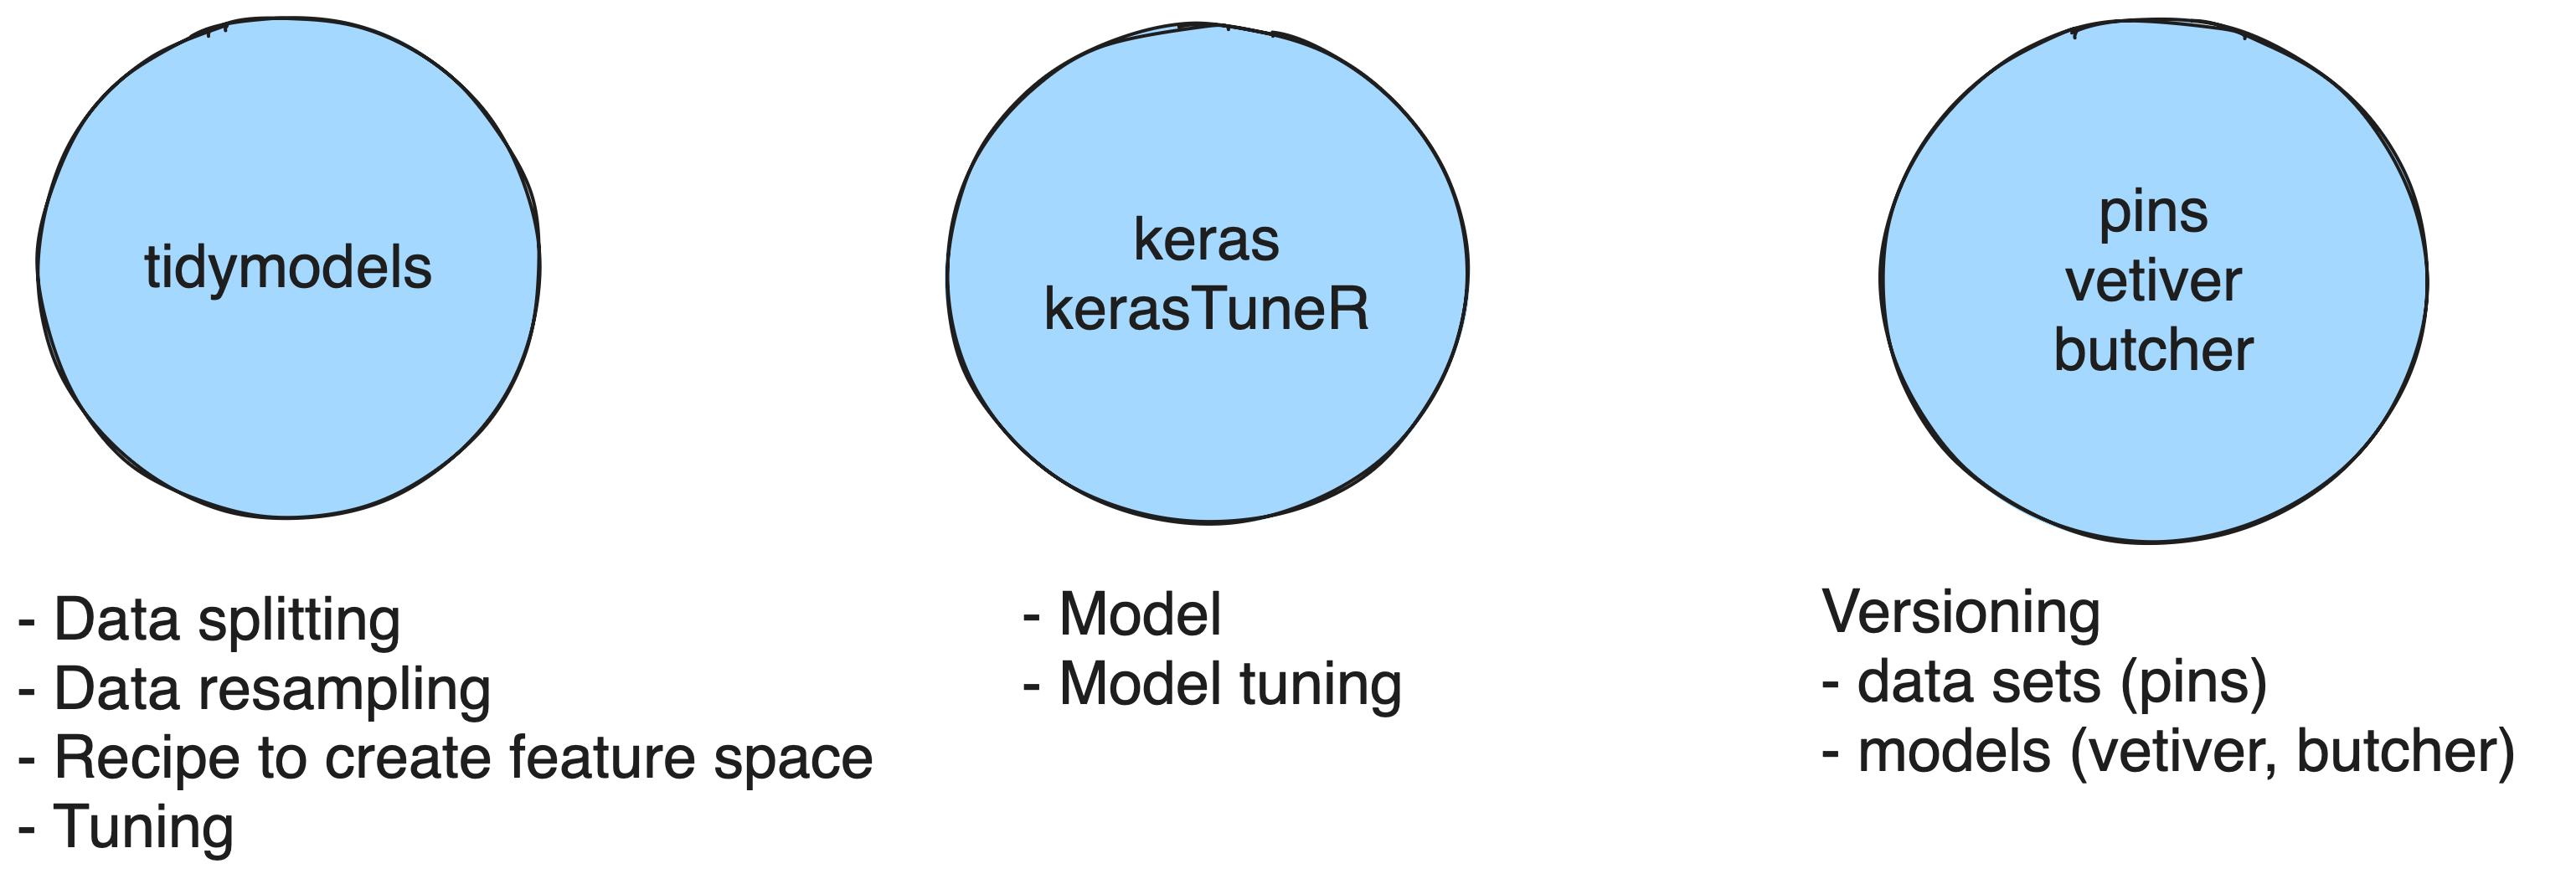 tidymodels
- Data splitting
- Data resampling
- Recipe to create feature space
- Tuning
keras
kerasTuneR
- Model
- Model tuning
pins
vetiver
butcher
Versioning
- data sets (pins)
- models (vetiver, butcher)